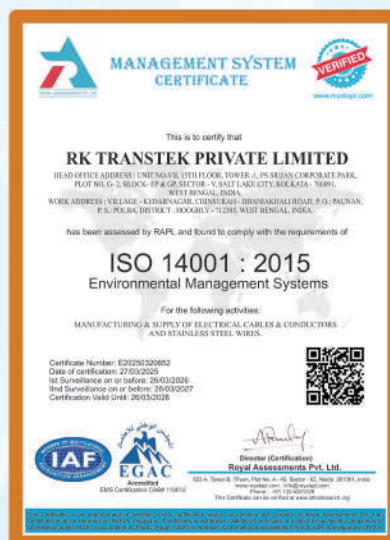 MANAGEMENT SYSTEM
CERTIFICATE
VERIFIED
This is to certify that
RK TRANSTEK PRIVATE LIMITED
HEAD OFFICE ADDRESS : UNIT NO-VII, 15TH FLOOR, TOWER -1, PS SRIJAN CORPORATE PARK,
PLOT NO. G- 2, BLOCK- EP & GP, SECTOR - V, SALT LAKE CITY, KOLKATA - 700091,
WEST BENGAL, INDIA.
WORK ADDRESS : VILLAGE - KEDARNAGAR, CHINSURAH - DHANIAKHALI ROAD, P. O.: PAUNAN,
P. S.: POLBA, DISTRICT : HOOGHLY - 712305, WEST BENGAL, INDIA.
has been assessed by RAPL and found to comply with the requirements of
ISO 14001 : 2015
Environmental Management Systems
For the following activities:
MANUFACTURING & SUPPLY OF ELECTRICAL CABLES & CONDUCTORS
AND STAINLESS STEEL WIRES.
Certificate Number: E20250320852
Date of certification: 27/03/2025
Ist Surveillance on or before: 26/03/2026
IInd Surveillance on or before: 26/03/2027
Certification Valid Until: 26/03/2028
IAF
EGAC
Accredited
EMS Certification CAB# 110012
Director (Certification)
Royal Assessments Pvt. Ltd.